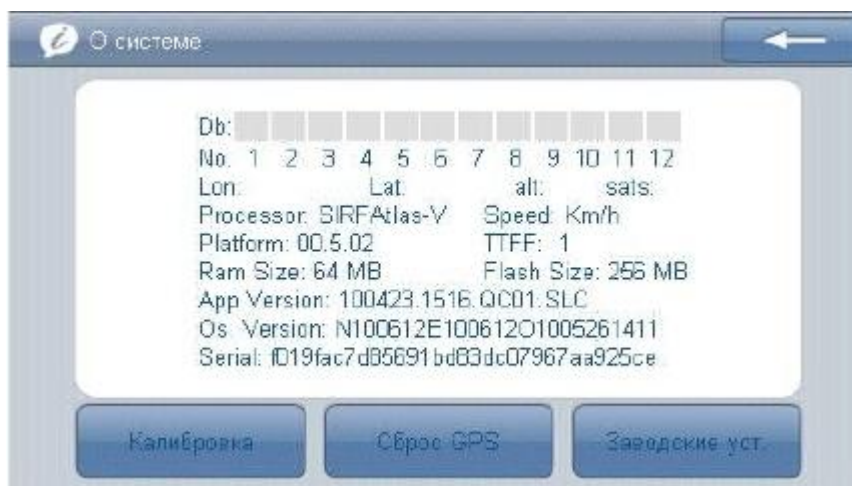 О системе
Db:
No. 1 2 3 4 5 6 7 8 9 10 11 12
Lon: Lat: alt: sats:
Processor: SIRFAtlas-V Speed: Km/h
Platform: 00.5.02 TTFF: 1
Ram Size: 64 MB Flash Size: 256 MB
App Version: 100423.1516.QC01.SLC
Os Version: N100612E100612O1005261411
Serial: f019fac7d85691bd83dc07967aa925ce
Калибровка Сброс GPS Заводские уст.